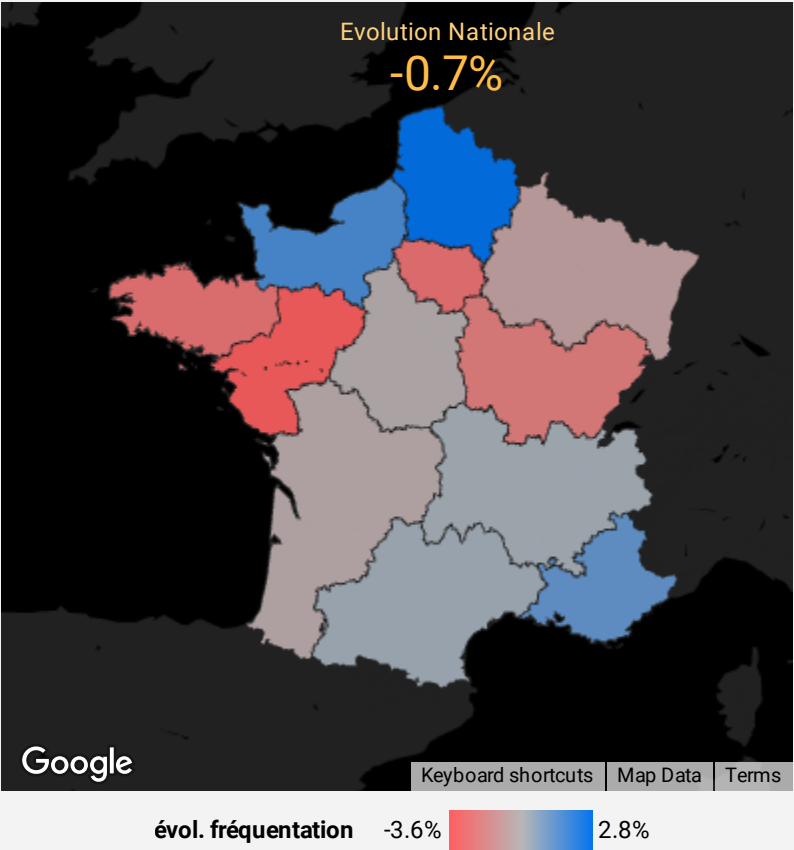 Evolution Nationale
-0.7%
Google
Keyboard shortcuts Map Data Terms
évol. fréquentation -3.6% 2.8%